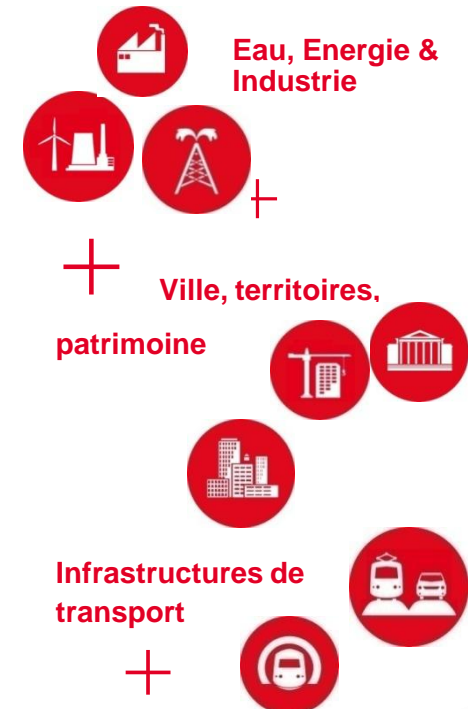 Eau, Energie &
Industrie
Ville, territoires,
patrimoine
Infrastructures de
transport